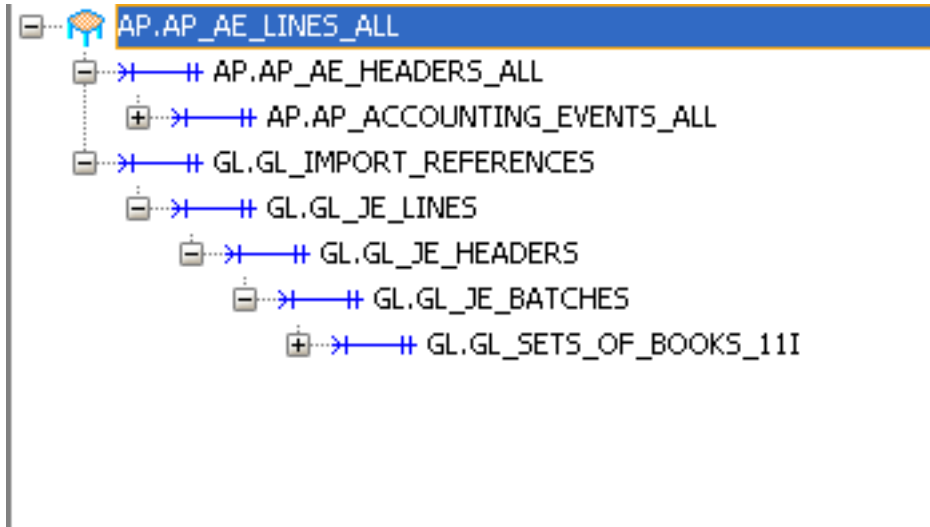 AP.AP_AE_LINES_ALL
AP.AP_AE_HEADERS_ALL
AP.AP_ACCOUNTING_EVENTS_ALL
GL.GL_IMPORT_REFERENCES
GL.GL_JE_LINES
GL.GL_JE_HEADERS
GL.GL_JE_BATCHES
GL.GL_SETS_OF_BOOKS_11I